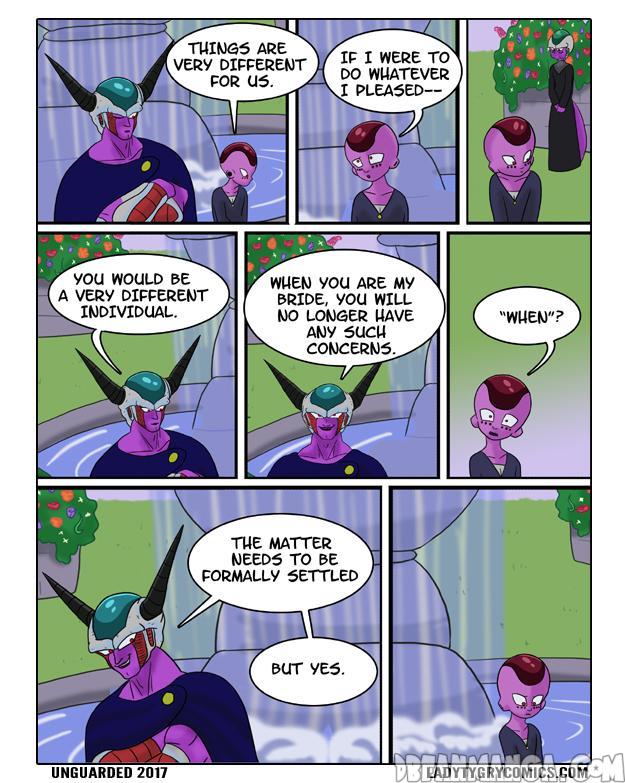 THINGS ARE
VERY DIFFERENT
FOR US.
IF I WERE TO
DO WHATEVER
I PLEASED--
YOU WOULD BE
A VERY DIFFERENT
INDIVIDUAL.
WHEN YOU ARE MY
BRIDE, YOU WILL
NO LONGER HAVE
ANY SUCH
CONCERNS.
"WHEN"?
THE MATTER
NEEDS TO BE
FORMALLY SETTLED
BUT YES.
DBFANMANGA.COM
UNGUARDED 2017
LADYTYGRYCOMICS.COM